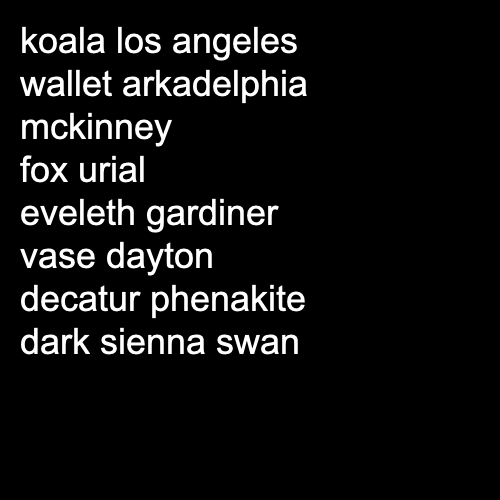 koala los angeles
wallet arkadelphia
mckinney
fox urial
eveleth gardiner
vase dayton
decatur phenakite
dark sienna swan